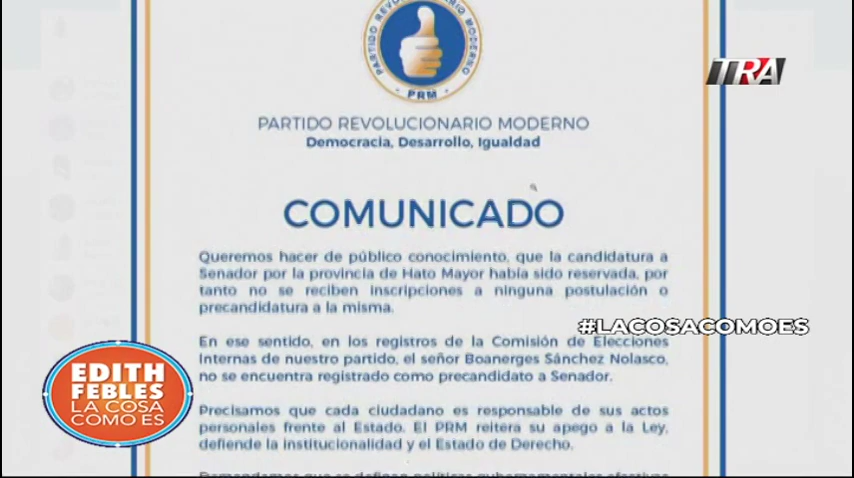 PARTIDO REVOLUCIONARIO MODERNO
PRM
TRA
PARTIDO REVOLUCIONARIO MODERNO
Democracia, Desarrollo, Igualdad
COMUNICADO
Queremos hacer de público conocimiento, que la candidatura a
Senador por la provincia de Hato Mayor había sido reservada, por
tanto no se reciben inscripciones a ninguna postulación o
precandidatura a la misma.
#LACOSACOMOES
En ese sentido, en los registros de la Comisión de Elecciones
Internas de nuestro partido, el señor Boanerges Sánchez Nolasco,
no se encuentra registrado como precandidato a Senador.
EDITH
FEBLES
LA COSA
COMO ES
Precisamos que cada ciudadano es responsable de sus actos
personales frente al Estado. El PRM reitera su apego a la Ley,
defiende la institucionalidad y el Estado de Derecho.